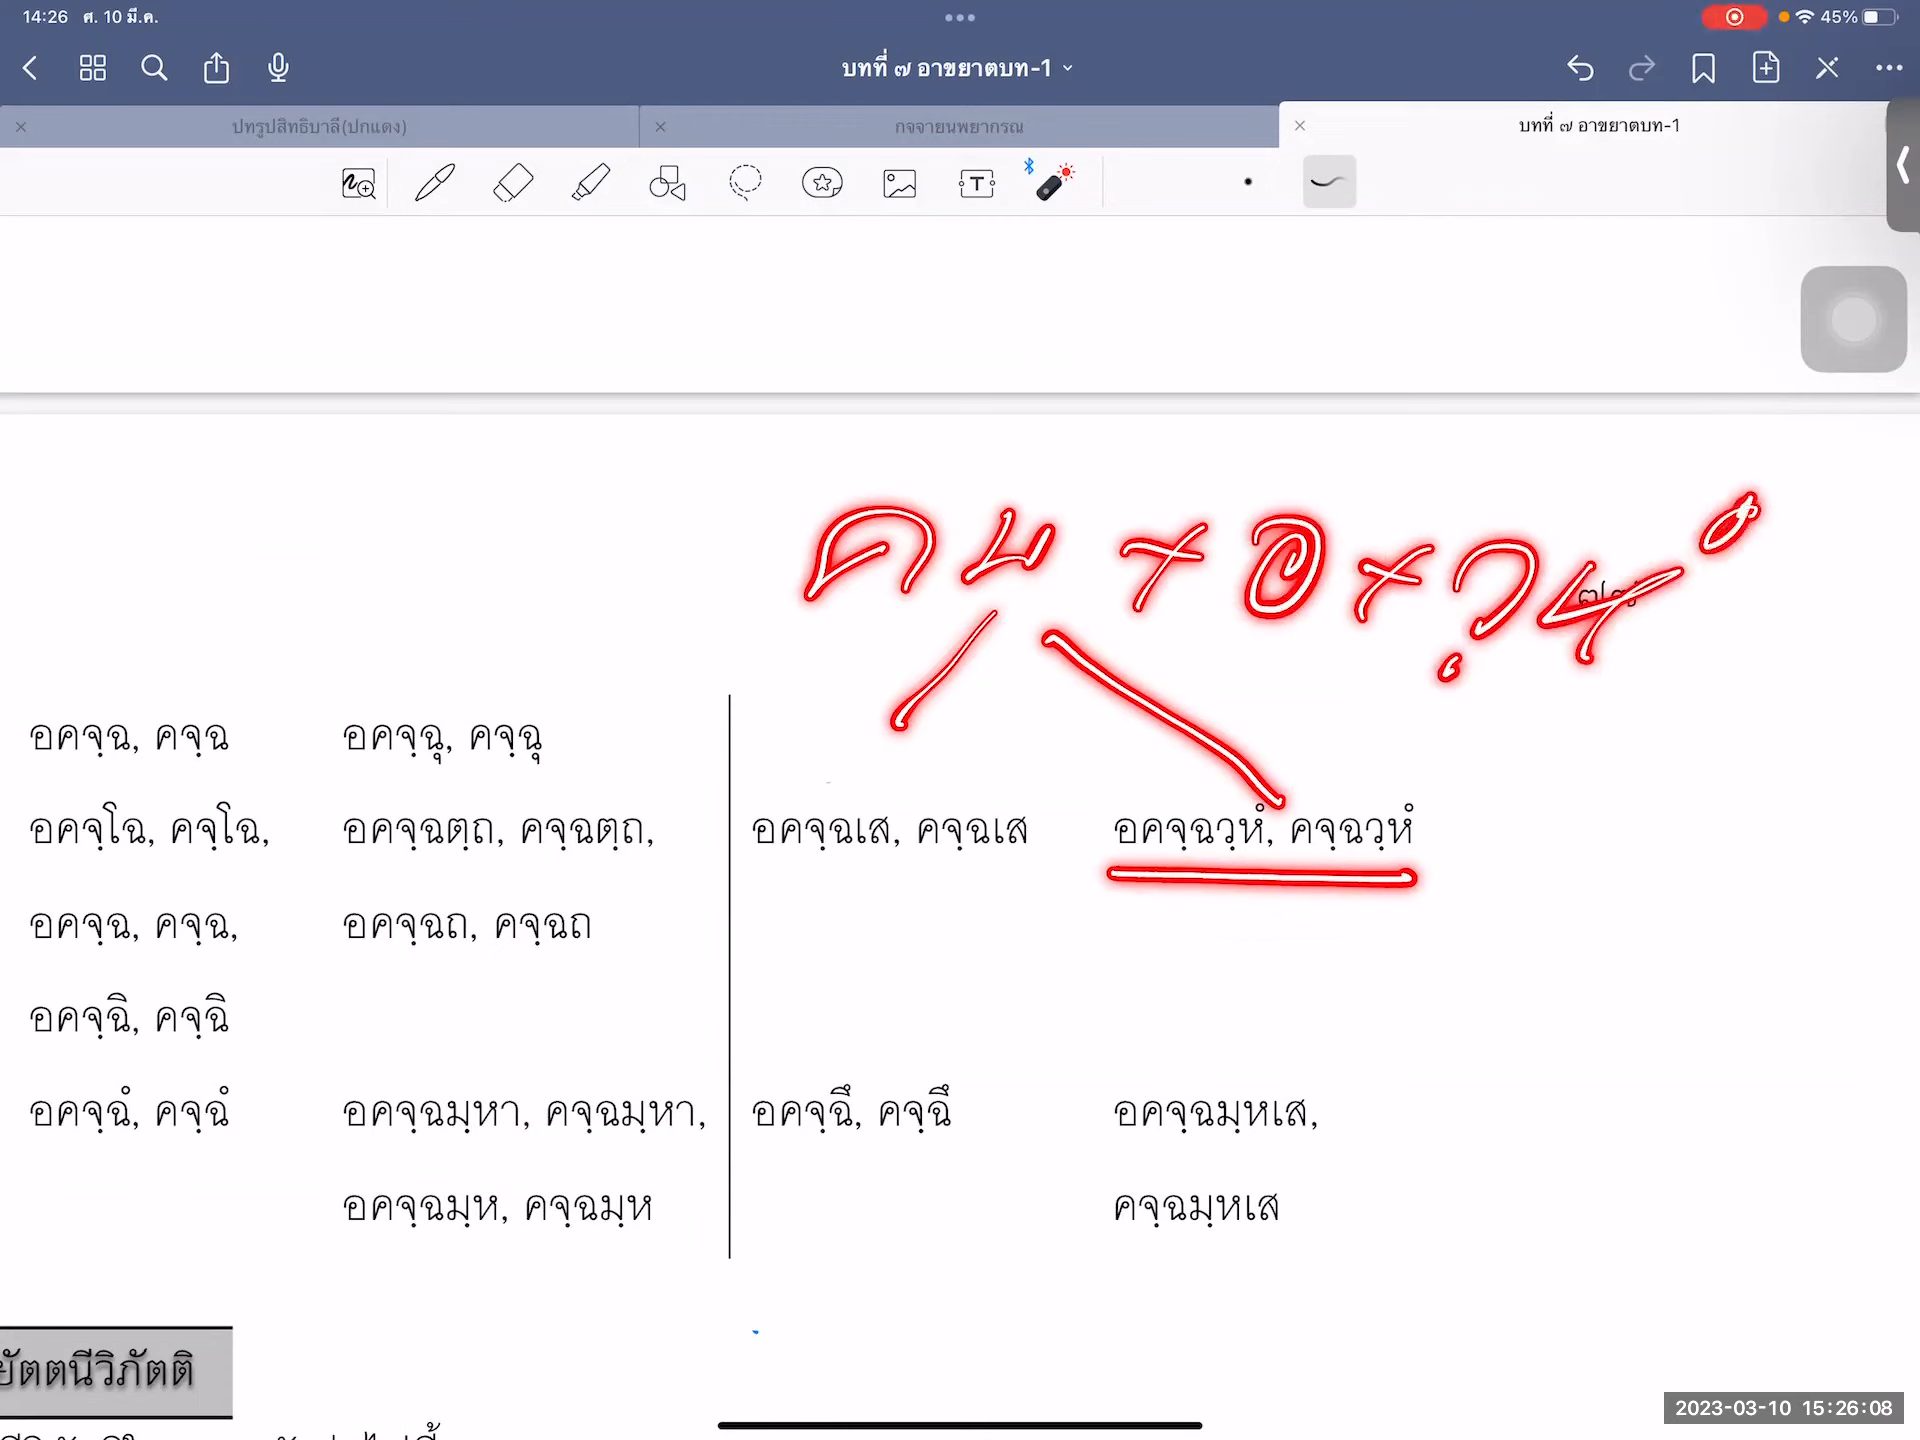 14:26 ศ. 10 มี.ค.
45%
บทที่ ๗ อาขยาตบท-1
ปทรูปสิทธิบาลี(ปกแดง)
กจจายนพยากรณ
บทที่ ๗ อาขยาตบท-1
T
คมฺ + อ + วฺหํ
๗๗
อคจฺฉ, คจฺฉ อคจฺฉุ, คจฺฉุ
อคจฺโฉ, คจฺโฉ, อคจฺฉตฺถ, คจฺฉตฺถ, อคจฺฉเส, คจฺฉเส อคจฺฉวฺหํ, คจฺฉวฺหํ
อคจฺฉ, คจฺฉ, อคจฺฉถ, คจฺฉถ
อคจฺฉิ, คจฺฉิ
อคจฺฉํ, คจฺฉํ อคจฺฉมฺหา, คจฺฉมฺหา, อคจฺฉึ, คจฺฉึ อคจฺฉมฺหเส,
อคจฺฉมฺห, คจฺฉมฺห คจฺฉมฺหเส
ยัตตนีวิภัตติ
2023-03-10 15:26:08